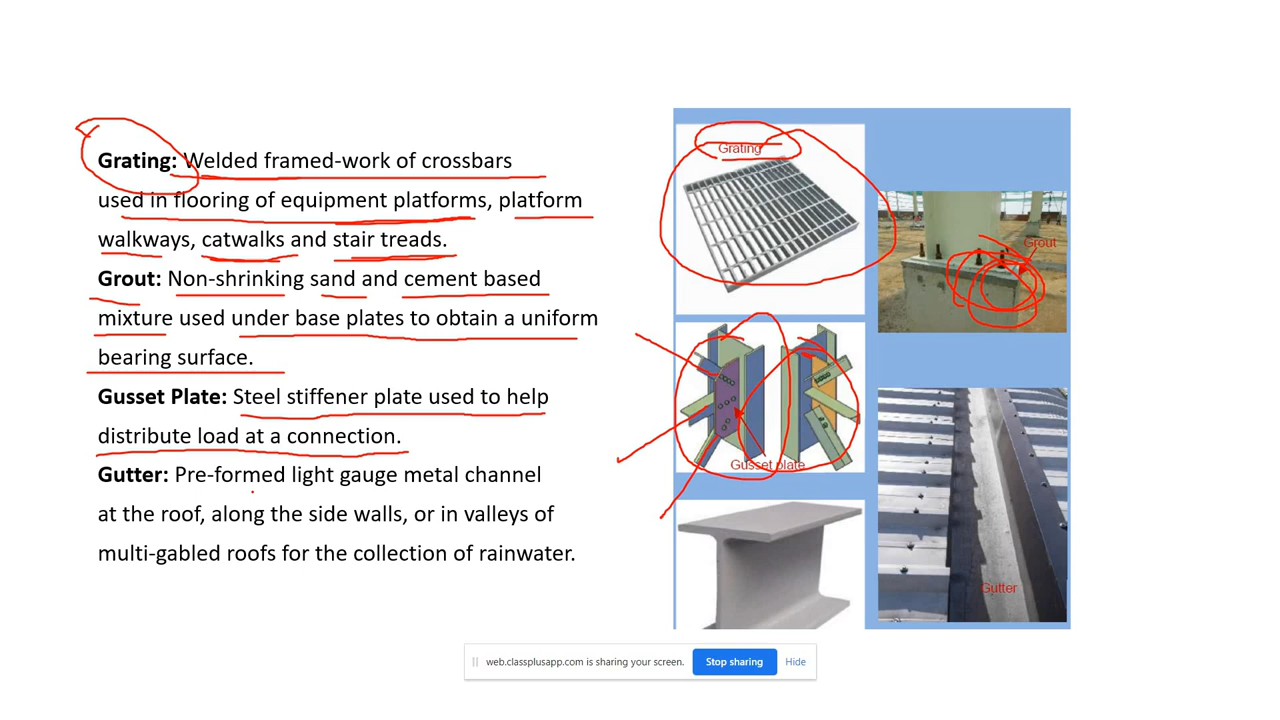 Grating: Welded framed-work of crossbars
used in flooring of equipment platforms, platform
walkways, catwalks and stair treads.
Grout: Non-shrinking sand and cement based
mixture used under base plates to obtain a uniform
bearing surface.
Gusset Plate: Steel stiffener plate used to help
distribute load at a connection.
Gutter: Pre-formed light gauge metal channel
at the roof, along the side walls, or in valleys of
multi-gabled roofs for the collection of rainwater.
Grating
Grout
Gusset plate
Gutter
web.classplusapp.com is sharing your screen.
Stop sharing
Hide